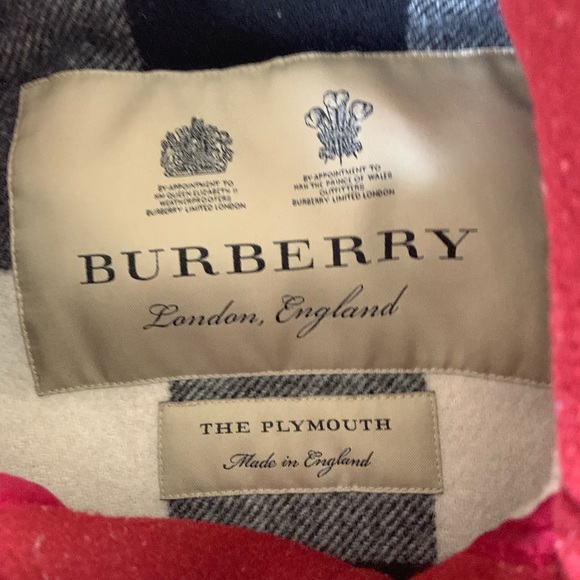 BY APPOINTMENT TO
HM QUEEN ELIZABETH II
WEATHERPROOFERS
BURBERRY LIMITED LONDON
BY APPOINTMENT TO
HRH THE PRINCE OF WALES
OUTFITTERS
BURBERRY LIMITED LONDON
BURBERRY
London, England
THE PLYMOUTH
Made in England